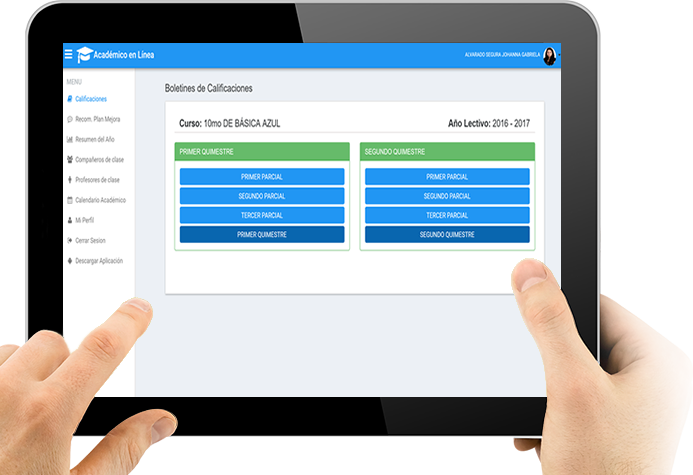 Académico en Línea
ALVARADO SEGURA JOHANNA GABRIELA
MENU
Calificaciones
Recom. Plan Mejora
Resumen del Año
Compañeros de clase
Profesores de clase
Calendario Académico
Mi Perfil
Cerrar Sesion
Descargar Aplicación
Boletines de Calificaciones
Curso: 10mo DE BÁSICA AZUL
Año Lectivo: 2016 - 2017
PRIMER QUIMESTRE
PRIMER PARCIAL
SEGUNDO PARCIAL
TERCER PARCIAL
PRIMER QUIMESTRE
SEGUNDO QUIMESTRE
PRIMER PARCIAL
SEGUNDO PARCIAL
TERCER PARCIAL
SEGUNDO QUIMESTRE